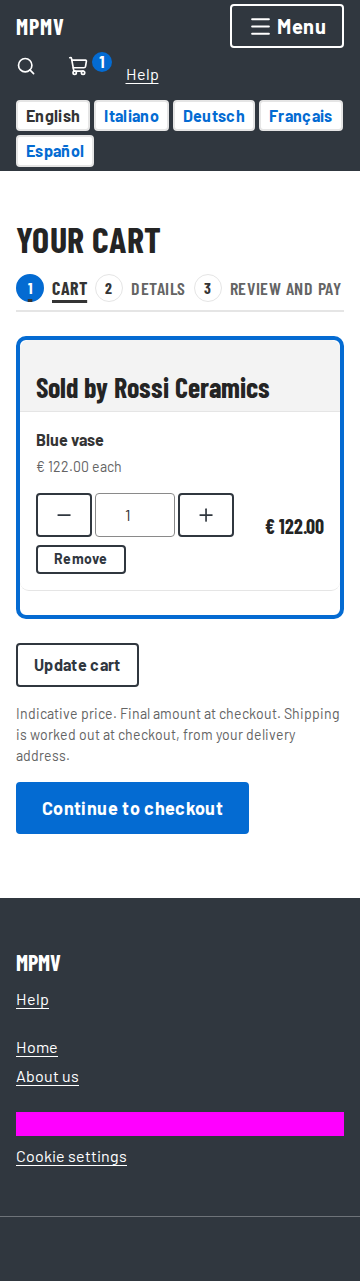 MPMV
Menu
1
Help
English
Italiano
Deutsch
Français
Español
YOUR CART
1 CART 2 DETAILS 3 REVIEW AND PAY
Sold by Rossi Ceramics
Blue vase
€ 122.00 each
1
€ 122.00
Remove
Update cart
Indicative price. Final amount at checkout. Shipping
is worked out at checkout, from your delivery
address.
Continue to checkout
MPMV
Help
Home
About us
Cookie settings